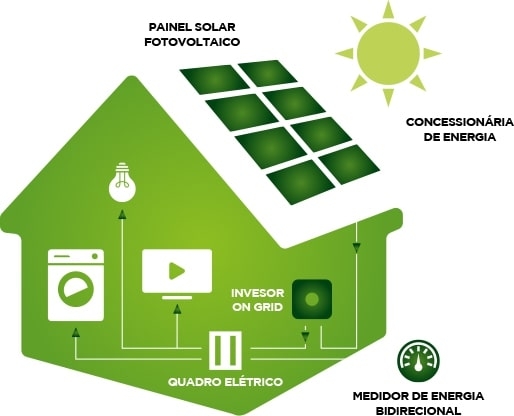 PAINEL SOLAR
FOTOVOLTAICO
CONCESSIONÁRIA
DE ENERGIA
INVESOR
ON GRID
QUADRO ELÉTRICO
MEDIDOR DE ENERGIA
BIDIRECIONAL